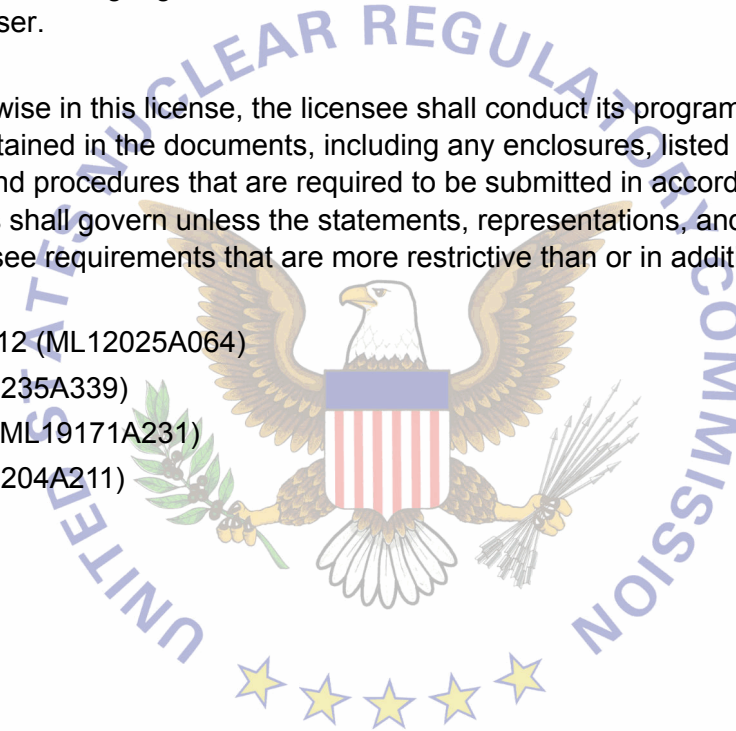 ser.
wise in this license, the licensee shall conduct its program
tained in the documents, including any enclosures, listed
nd procedures that are required to be submitted in accord
s shall govern unless the statements, representations, and
see requirements that are more restrictive than or in addit
12 (ML12025A064)
235A339)
ML19171A231)
204A211)
UNITED STATES NUCLEAR REGULATORY COMMISSION